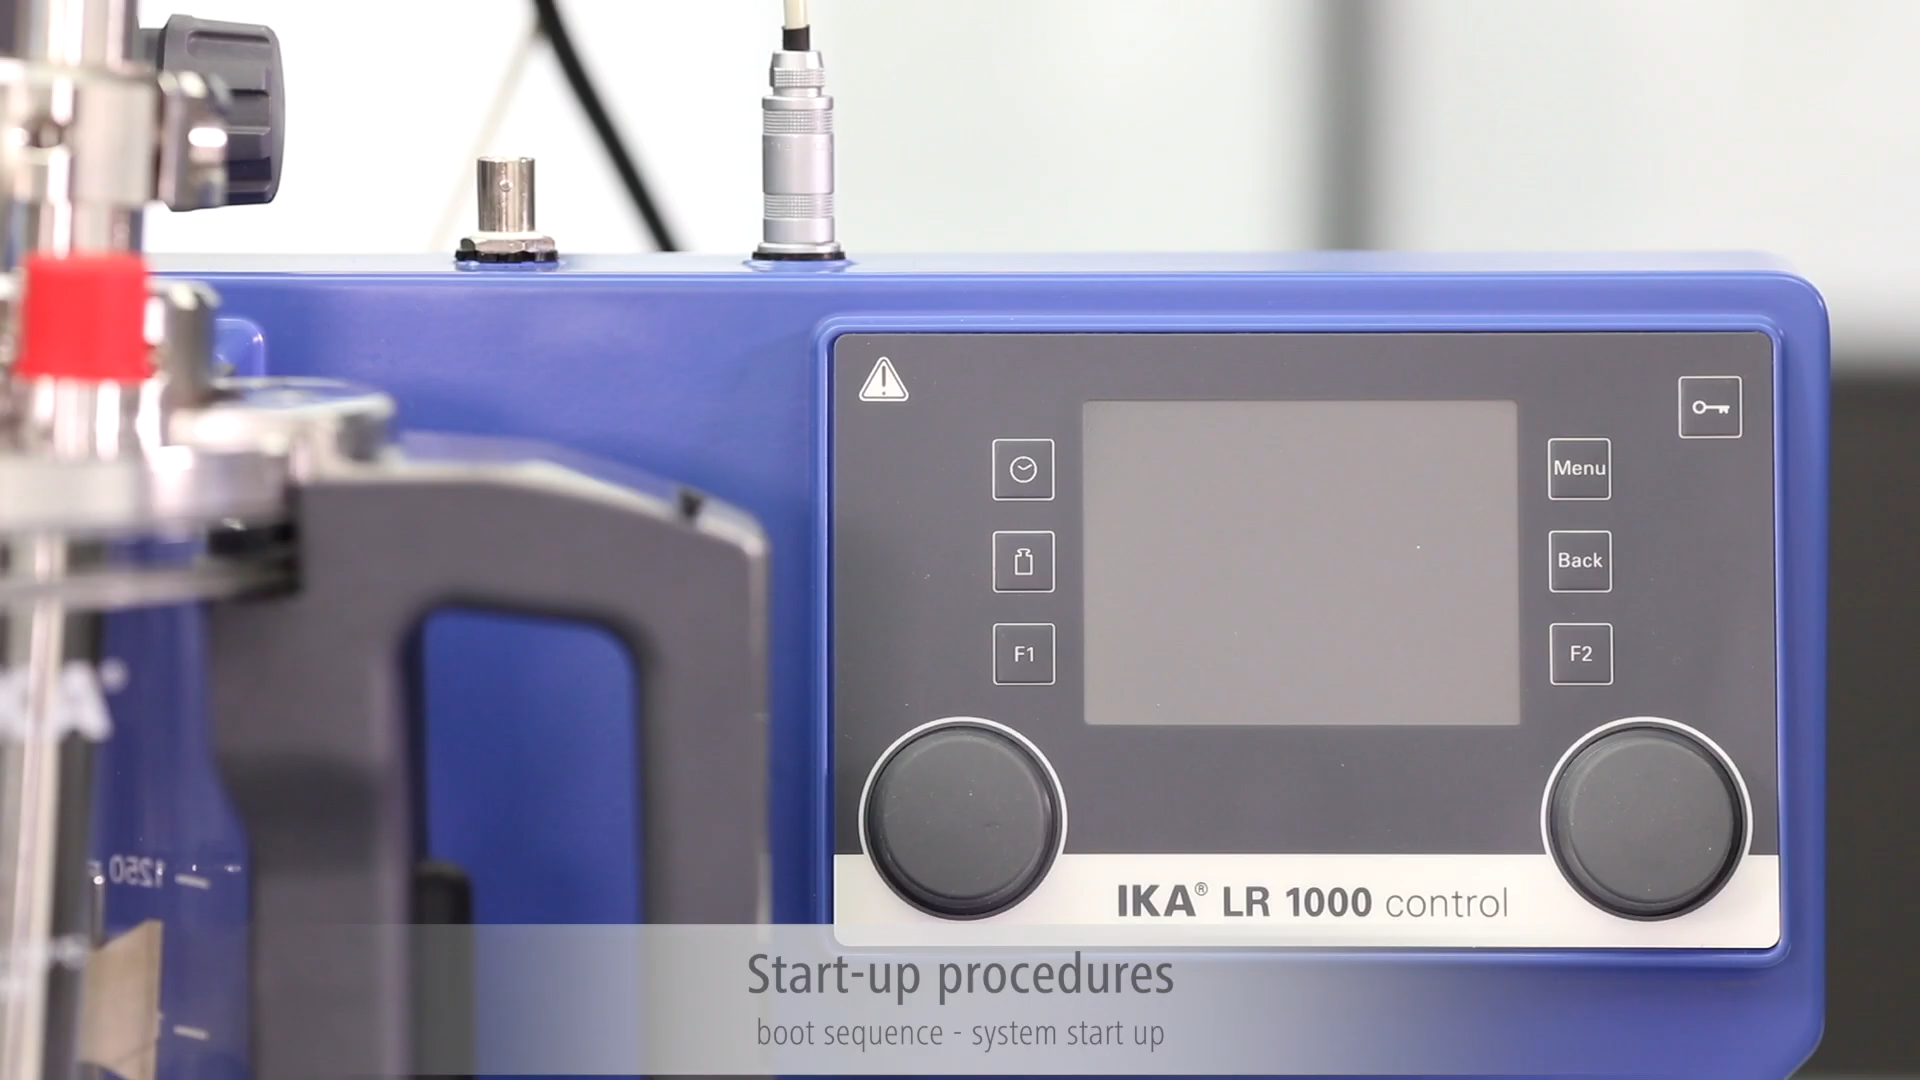 Menu
Back
F1
F2
1250
IKA® LR 1000 control
Start-up procedures
boot sequence - system start up